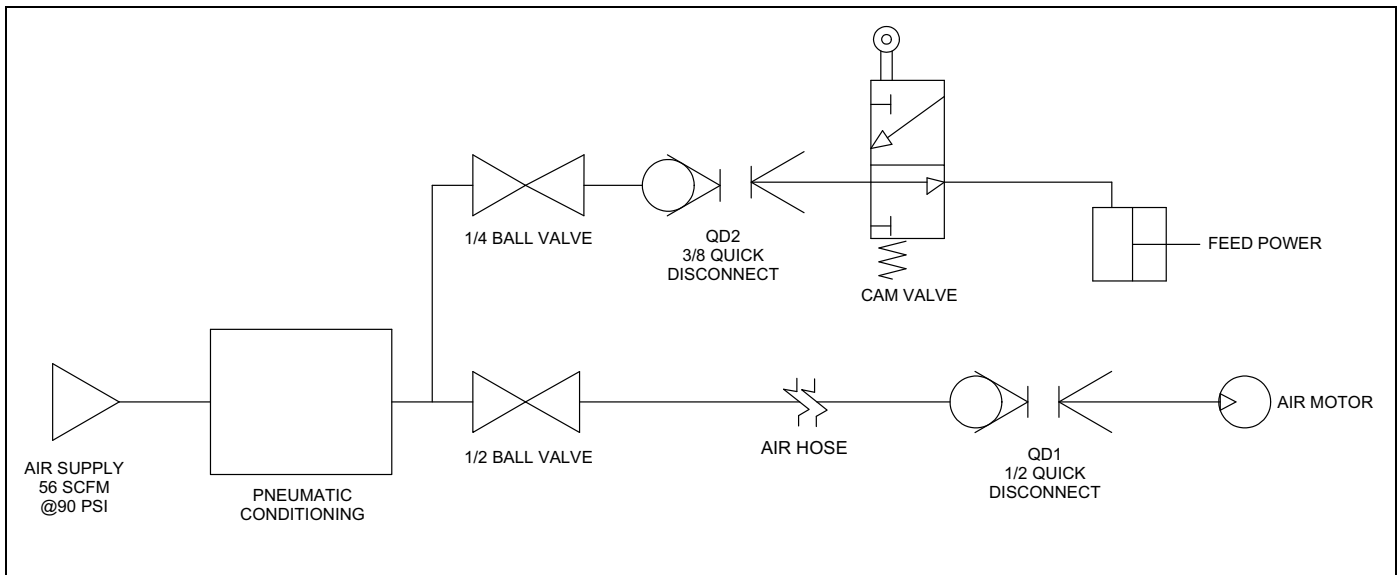 1/4 BALL VALVE
QD2
3/8 QUICK
DISCONNECT
CAM VALVE
FEED POWER
AIR SUPPLY
56 SCFM
@90 PSI
PNEUMATIC
CONDITIONING
1/2 BALL VALVE
AIR HOSE
QD1
1/2 QUICK
DISCONNECT
AIR MOTOR